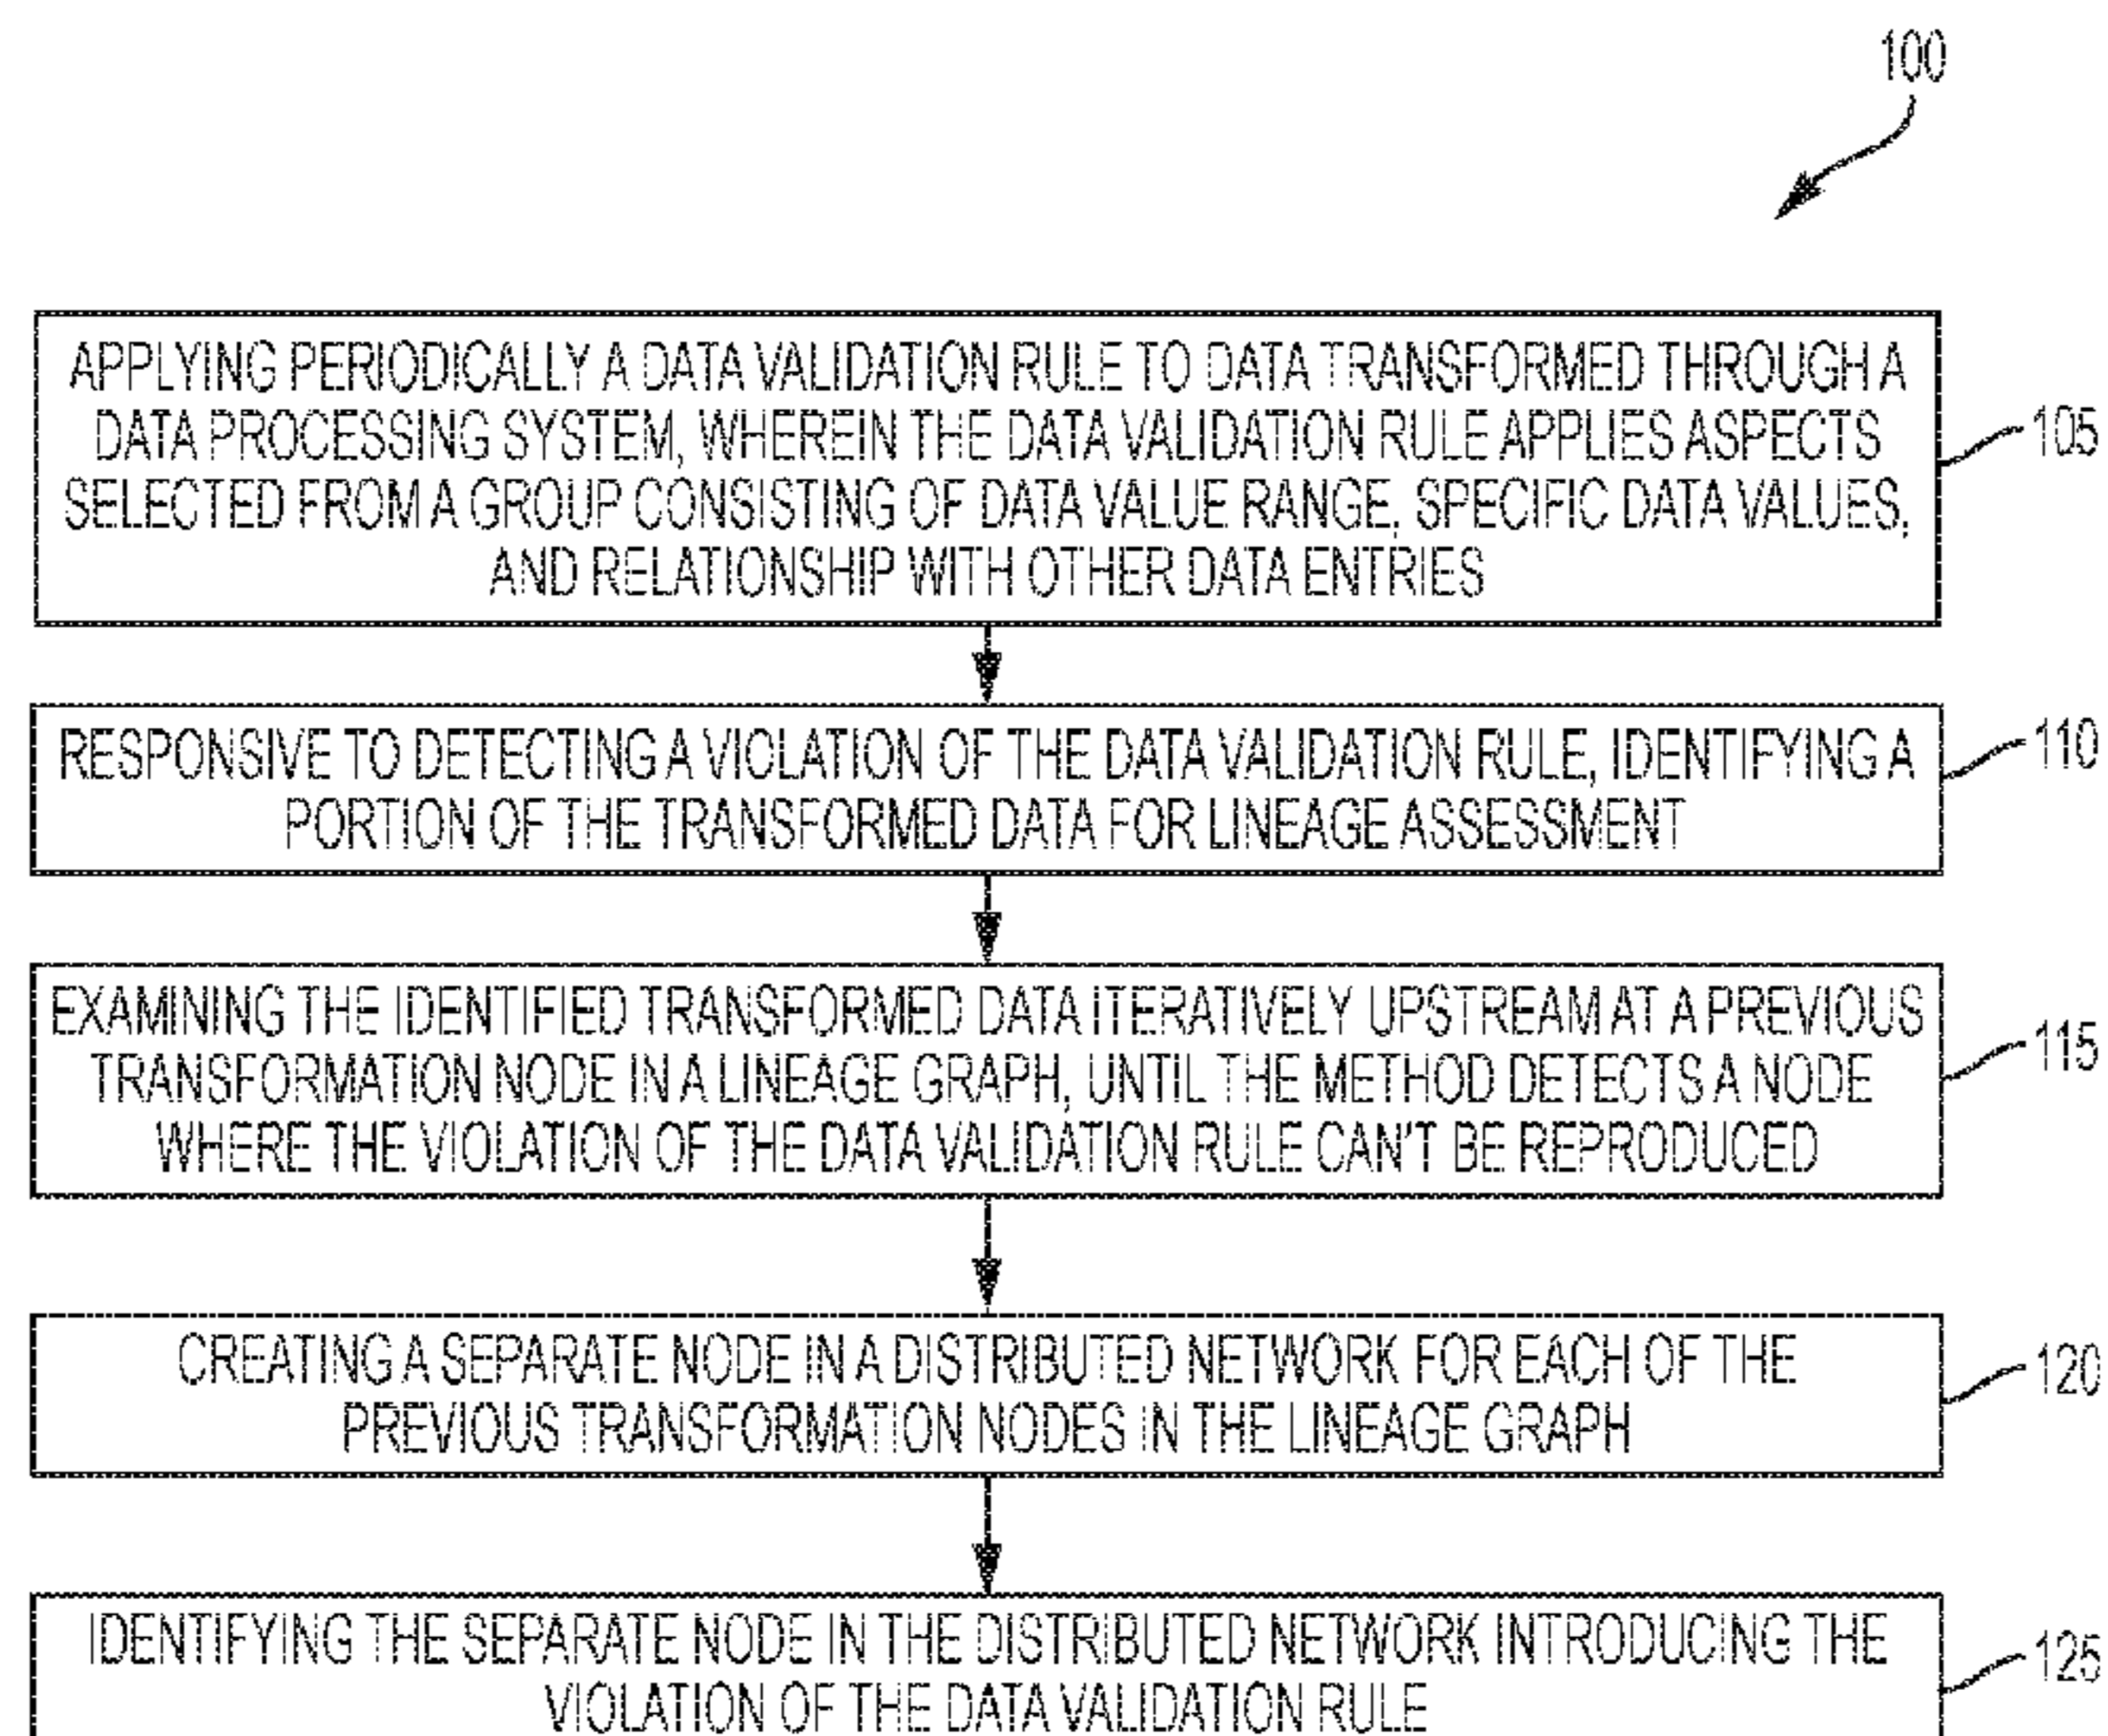 100
APPLYING PERIODICALLY A DATA VALIDATION RULE TO DATA TRANSFORMED THROUGH A
DATA PROCESSING SYSTEM, WHEREIN THE DATA VALIDATION RULE APPLIES ASPECTS
SELECTED FROM A GROUP CONSISTING OF DATA VALUE RANGE, SPECIFIC DATA VALUES,
AND RELATIONSHIP WITH OTHER DATA ENTRIES
105
RESPONSIVE TO DETECTING A VIOLATION OF THE DATA VALIDATION RULE, IDENTIFYING A
PORTION OF THE TRANSFORMED DATA FOR LINEAGE ASSESSMENT
110
EXAMINING THE IDENTIFIED TRANSFORMED DATA ITERATIVELY UPSTREAM AT A PREVIOUS
TRANSFORMATION NODE IN A LINEAGE GRAPH, UNTIL THE METHOD DETECTS A NODE
WHERE THE VIOLATION OF THE DATA VALIDATION RULE CAN'T BE REPRODUCED
115
CREATING A SEPARATE NODE IN A DISTRIBUTED NETWORK FOR EACH OF THE
PREVIOUS TRANSFORMATION NODES IN THE LINEAGE GRAPH
120
IDENTIFYING THE SEPARATE NODE IN THE DISTRIBUTED NETWORK INTRODUCING THE
VIOLATION OF THE DATA VALIDATION RULE
125